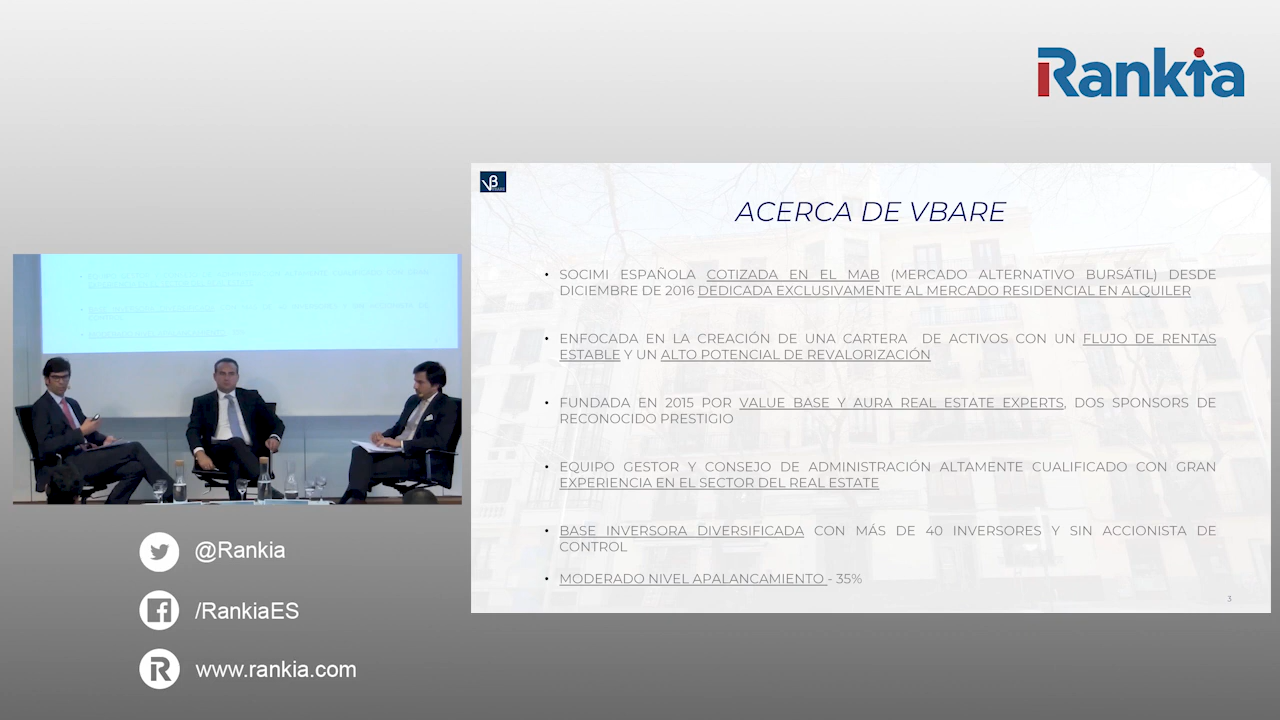 Rankia
VBARE
ACERCA DE VBARE
• SOCIMI ESPAÑOLA COTIZADA EN EL MAB (MERCADO ALTERNATIVO BURSÁTIL) DESDE
DICIEMBRE DE 2016 DEDICADA EXCLUSIVAMENTE AL MERCADO RESIDENCIAL EN ALQUILER
• ENFOCADA EN LA CREACIÓN DE UNA CARTERA DE ACTIVOS CON UN FLUJO DE RENTAS
ESTABLE Y UN ALTO POTENCIAL DE REVALORIZACIÓN
• FUNDADA EN 2015 POR VALUE BASE Y AURA REAL ESTATE EXPERTS, DOS SPONSORS DE
RECONOCIDO PRESTIGIO
• EQUIPO GESTOR Y CONSEJO DE ADMINISTRACIÓN ALTAMENTE CUALIFICADO CON GRAN
EXPERIENCIA EN EL SECTOR DEL REAL ESTATE
• BASE INVERSORA DIVERSIFICADA CON MÁS DE 40 INVERSORES Y SIN ACCIONISTA DE
CONTROL
• MODERADO NIVEL APALANCAMIENTO - 35%
3
@Rankia
/RankiaES
www.rankia.com